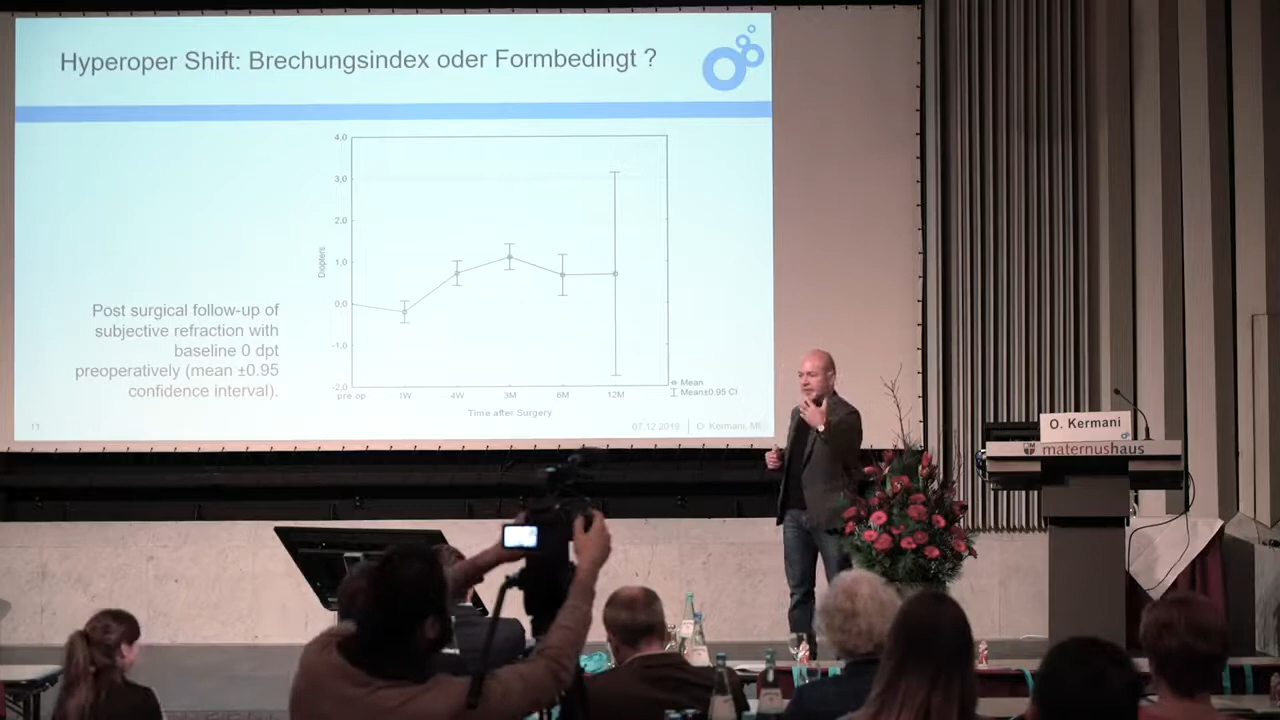 Hyperoper Shift: Brechungsindex oder Formbedingt ?
4,0
3,0
2,0
1,0
0,0
-1,0
-2,0
Diopters
pre op 1W 4W 3M 6M 12M
Time after Surgery
Mean
Mean±0.95 CI
Post surgical follow-up of
subjective refraction with
baseline 0 dpt
preoperatively (mean ±0.95
confidence interval).
11
07.12.2019 O. Kermani, MD
O. Kermani
maternushaus